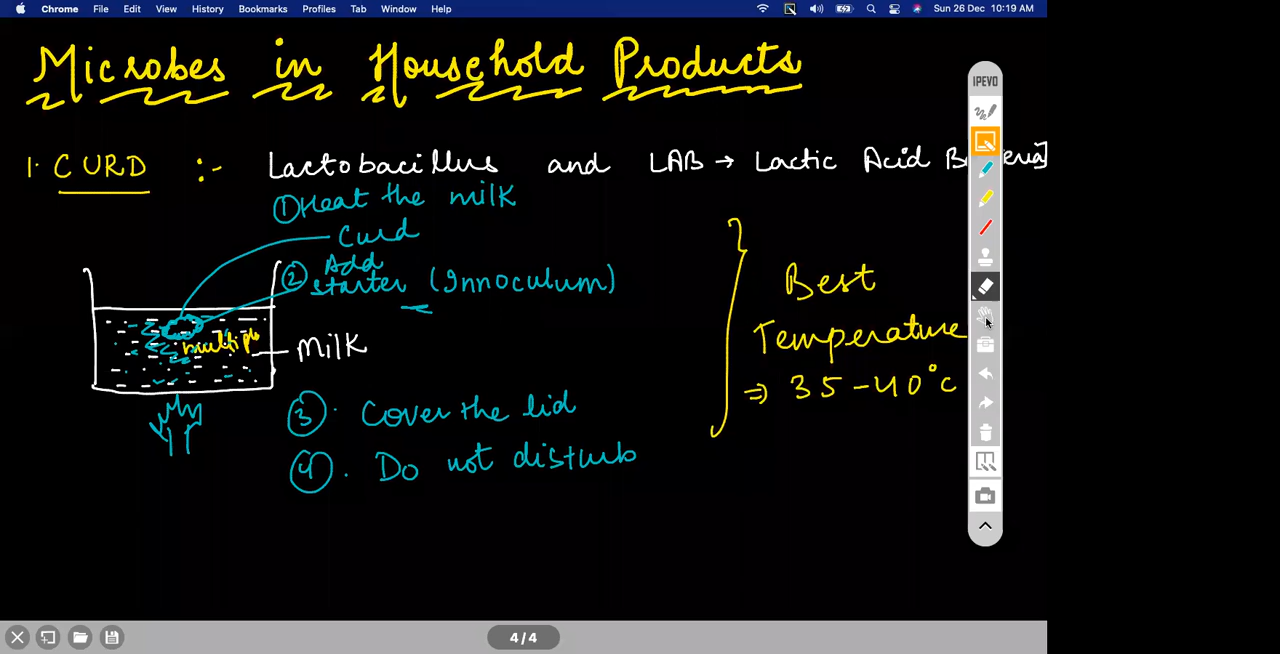 Chrome File Edit View History Bookmarks Profiles Tab Window Help
Sun 26 Dec 10:19 AM
Microbes in Household Products
IPEVO
1. CURD :- Lactobacillus and LAB → Lactic Acid
① Heat the milk
Curd
② Add
starter (Innoculum)
multipl
Milk
③. Cover the lid
④. Do not disturb
Best
Temperature
⇒ 35-40°C
4/4